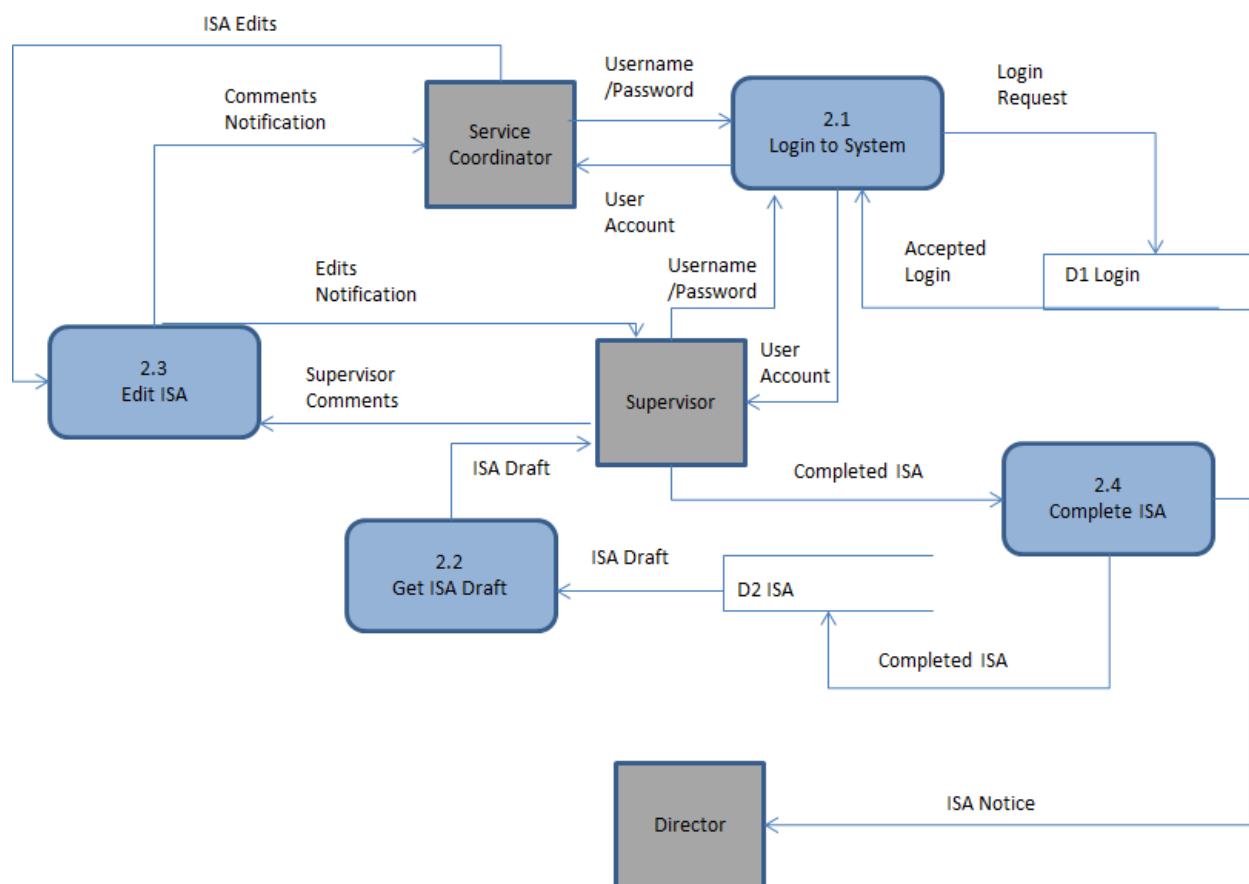 ISA Edits
Username
/Password
Login
Request
Comments
Notification
Service
Coordinator
2.1
Login to System
User
Account
Accepted
Login
D1 Login
Edits
Notification
Username
/Password
2.3
Edit ISA
Supervisor
Comments
Supervisor
User
Account
ISA Draft
Completed ISA
2.4
Complete ISA
2.2
Get ISA Draft
ISA Draft
D2 ISA
Completed ISA
Director
ISA Notice